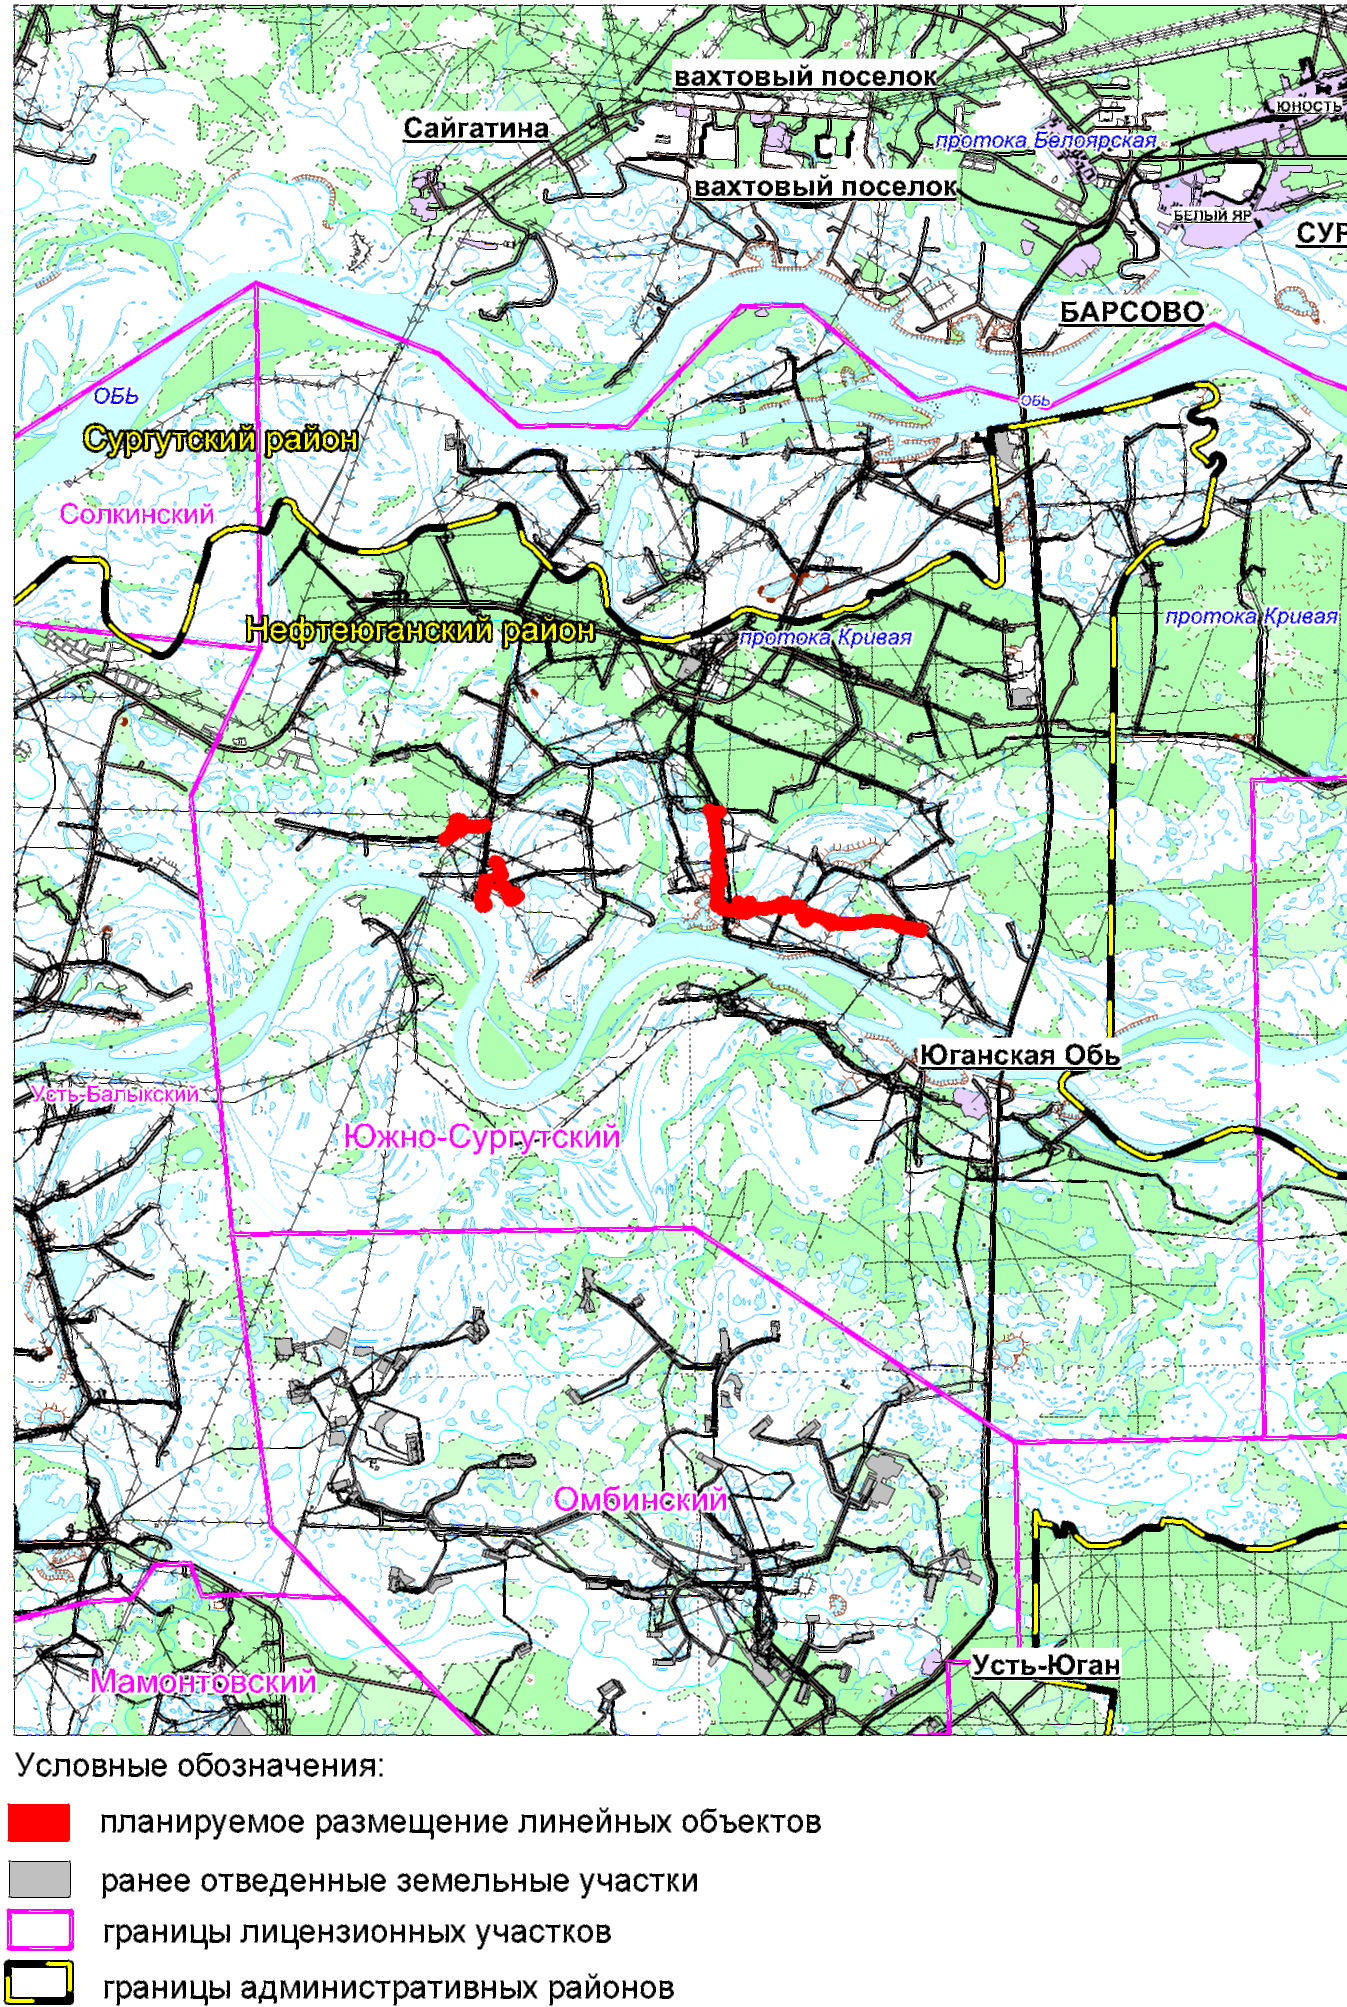 вахтовый поселок
ЮНОСТЬ
Сайгатина
протока Белоярская
вахтовый поселок
БЕЛЫЙ ЯР
СУР
БАРСОВО
ОБЬ
ОБЬ
Сургутский район
Солкинский
Нефтеюганский район
протока Кривая
протока Кривая
Юганская Обь
Усть-Балыкский
Южно-Сургутский
Омбинский
Усть-Юган
Мамонтовский
Условные обозначения:
планируемое размещение линейных объектов
ранее отведенные земельные участки
границы лицензионных участков
границы административных районов